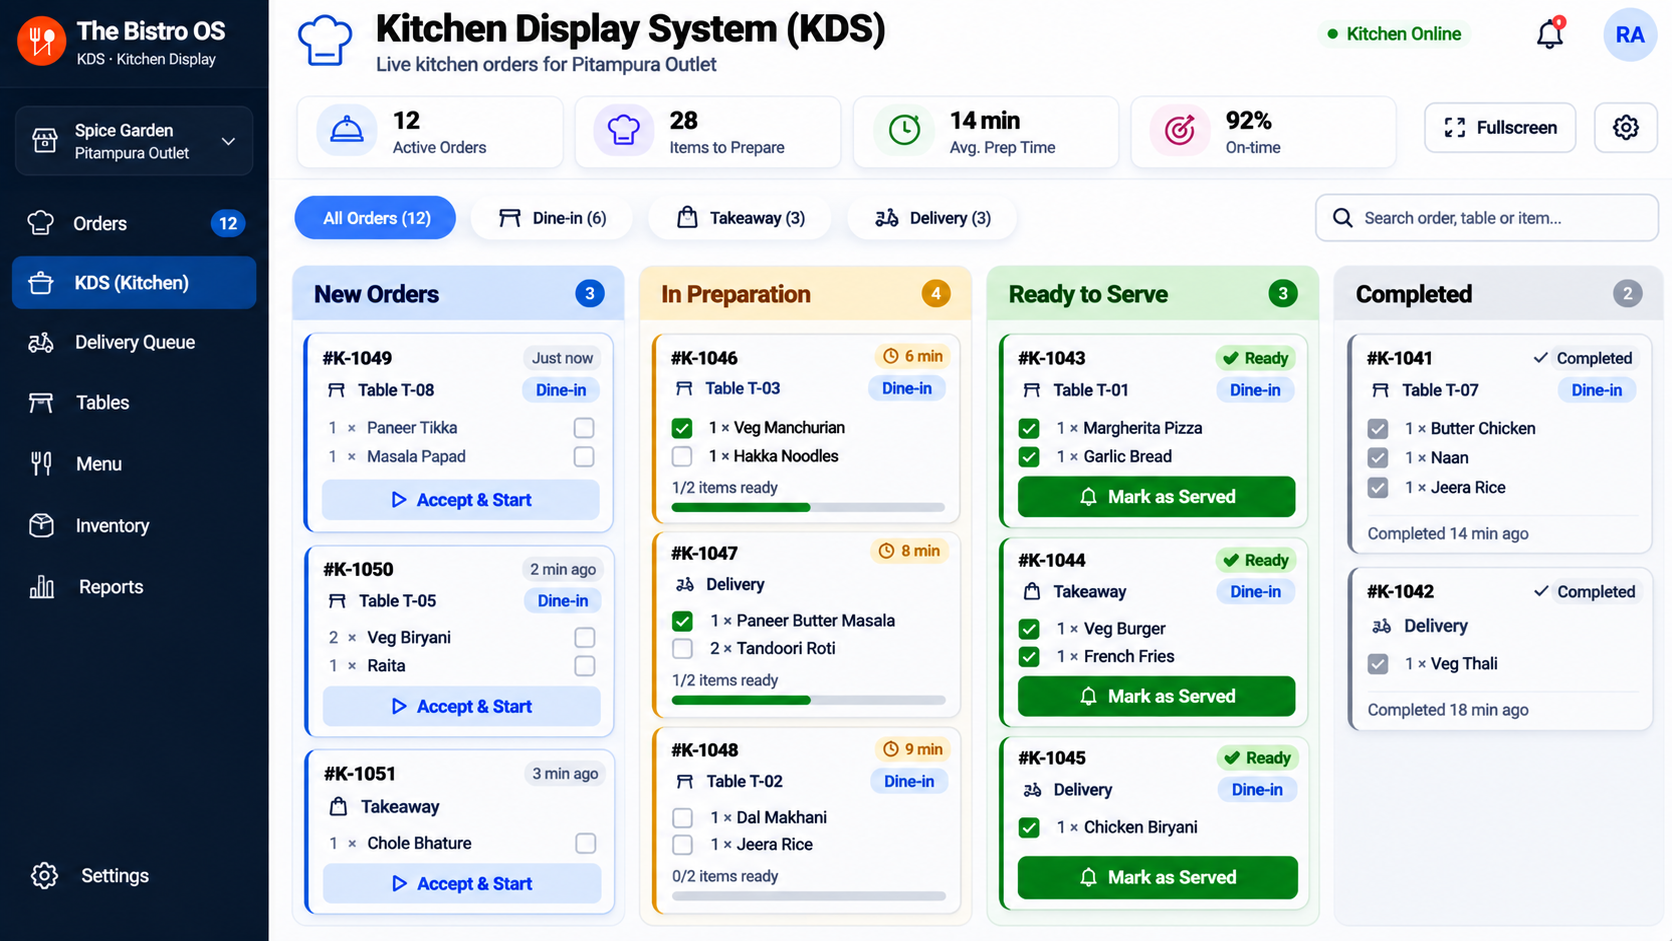 The Bistro OS
KDS · Kitchen Display
Spice Garden
Pitampura Outlet
Orders 12
KDS (Kitchen)
Delivery Queue
Tables
Menu
Inventory
Reports
Settings
Kitchen Display System (KDS)
Live kitchen orders for Pitampura Outlet
Kitchen Online
RA
12
Active Orders
28
Items to Prepare
14 min
Avg. Prep Time
92%
On-time
Fullscreen
All Orders (12)
Dine-in (6)
Takeaway (3)
Delivery (3)
Search order, table or item...
New Orders 3
#K-1049 Just now
Table T-08 Dine-in
1 × Paneer Tikka
1 × Masala Papad
Accept & Start
#K-1050 2 min ago
Table T-05 Dine-in
2 × Veg Biryani
1 × Raita
Accept & Start
#K-1051 3 min ago
Takeaway
1 × Chole Bhature
Accept & Start
In Preparation 4
#K-1046 6 min
Table T-03 Dine-in
1 × Veg Manchurian
1 × Hakka Noodles
1/2 items ready
#K-1047 8 min
Delivery
1 × Paneer Butter Masala
2 × Tandoori Roti
1/2 items ready
#K-1048 9 min
Table T-02 Dine-in
1 × Dal Makhani
1 × Jeera Rice
0/2 items ready
Ready to Serve 3
#K-1043 Ready
Table T-01 Dine-in
1 × Margherita Pizza
1 × Garlic Bread
Mark as Served
#K-1044 Ready
Takeaway Dine-in
1 × Veg Burger
1 × French Fries
Mark as Served
#K-1045 Ready
Delivery Dine-in
1 × Chicken Biryani
Mark as Served
Completed 2
#K-1041 Completed
Table T-07 Dine-in
1 × Butter Chicken
1 × Naan
1 × Jeera Rice
Completed 14 min ago
#K-1042 Completed
Delivery
1 × Veg Thali
Completed 18 min ago